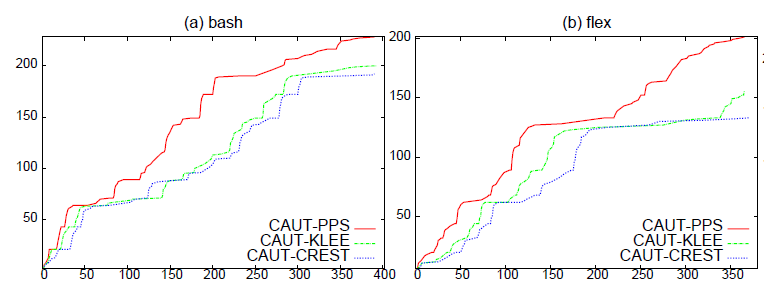 (a) bash
200
150
100
50
CAUT-PPS
CAUT-KLEE
CAUT-CREST
0 50 100 150 200 250 300 350 400
(b) flex
200
150
100
50
CAUT-PPS
CAUT-KLEE
CAUT-CREST
0 50 100 150 200 250 300 350